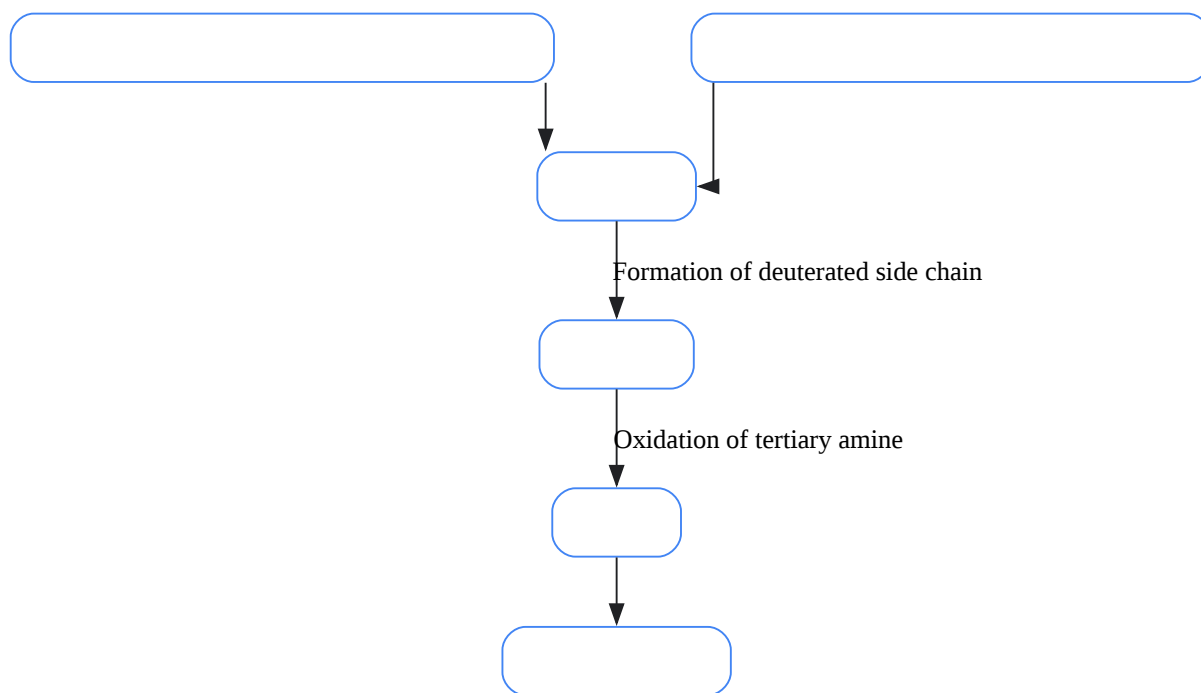 Formation of deuterated side chain
Oxidation of tertiary amine